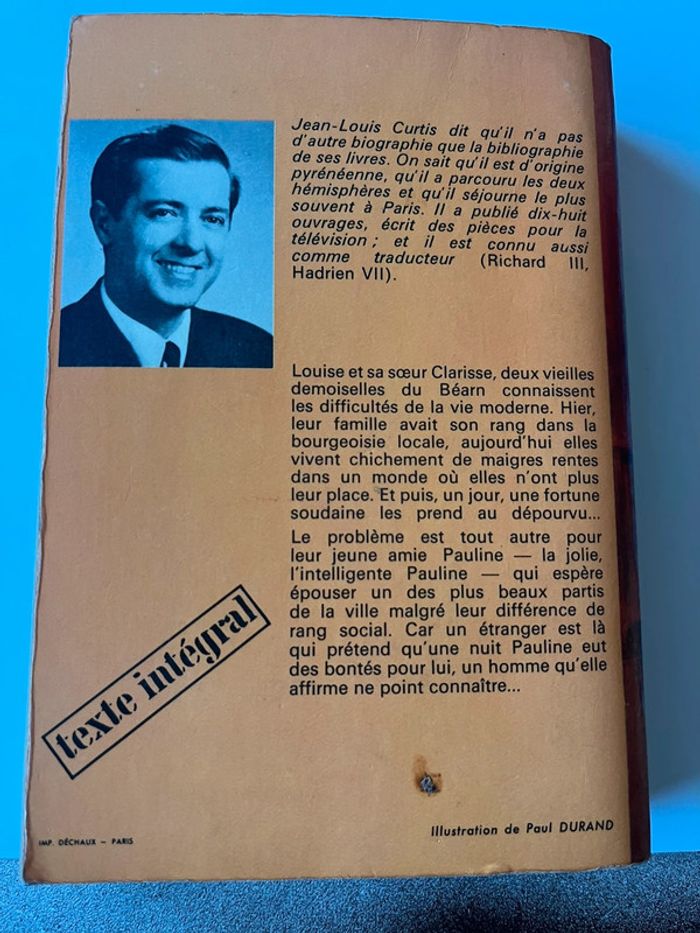 Jean-Louis Curtis dit qu'il n'a pas
d'autre biographie que la bibliographie
de ses livres. On sait qu'il est d'origine
pyrénéenne, qu'il a parcouru les deux
hémisphères et qu'il séjourne le plus
souvent à Paris. Il a publié dix-huit
ouvrages, écrit des pièces pour la
télévision ; et il est connu aussi
comme traducteur (Richard III,
Hadrien VII).
Louise et sa sœur Clarisse, deux vieilles
demoiselles du Béarn connaissent
les difficultés de la vie moderne. Hier,
leur famille avait son rang dans la
bourgeoisie locale, aujourd'hui elles
vivent chichement de maigres rentes
dans un monde où elles n'ont plus
leur place. Et puis, un jour, une fortune
soudaine les prend au dépourvu...
Le problème est tout autre pour
leur jeune amie Pauline — la jolie,
l'intelligente Pauline — qui espère
épouser un des plus beaux partis
de la ville malgré leur différence de
rang social. Car un étranger est là
qui prétend qu'une nuit Pauline eut
des bontés pour lui, un homme qu'elle
affirme ne point connaître...
texte intégral
Illustration de Paul DURAND
IMP. DÉCHAUX – PARIS